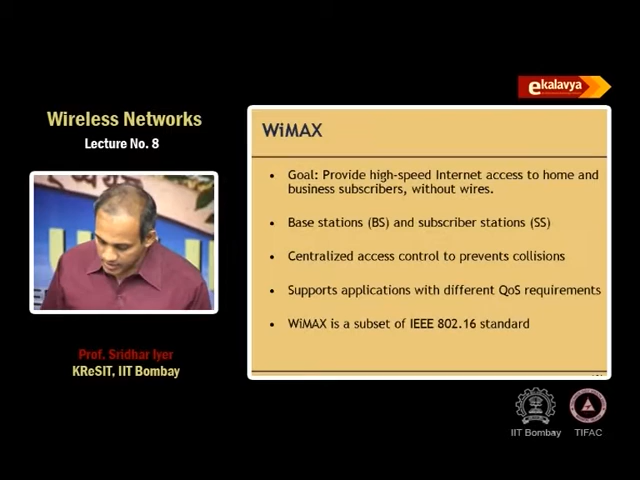 ekalavya
Wireless Networks
Lecture No. 8
WiMAX
• Goal: Provide high-speed Internet access to home and
business subscribers, without wires.
• Base stations (BS) and subscriber stations (SS)
• Centralized access control to prevents collisions
• Supports applications with different QoS requirements
• WiMAX is a subset of IEEE 802.16 standard
Prof. Sridhar Iyer
KReSIT, IIT Bombay
IIT Bombay
TIFAC